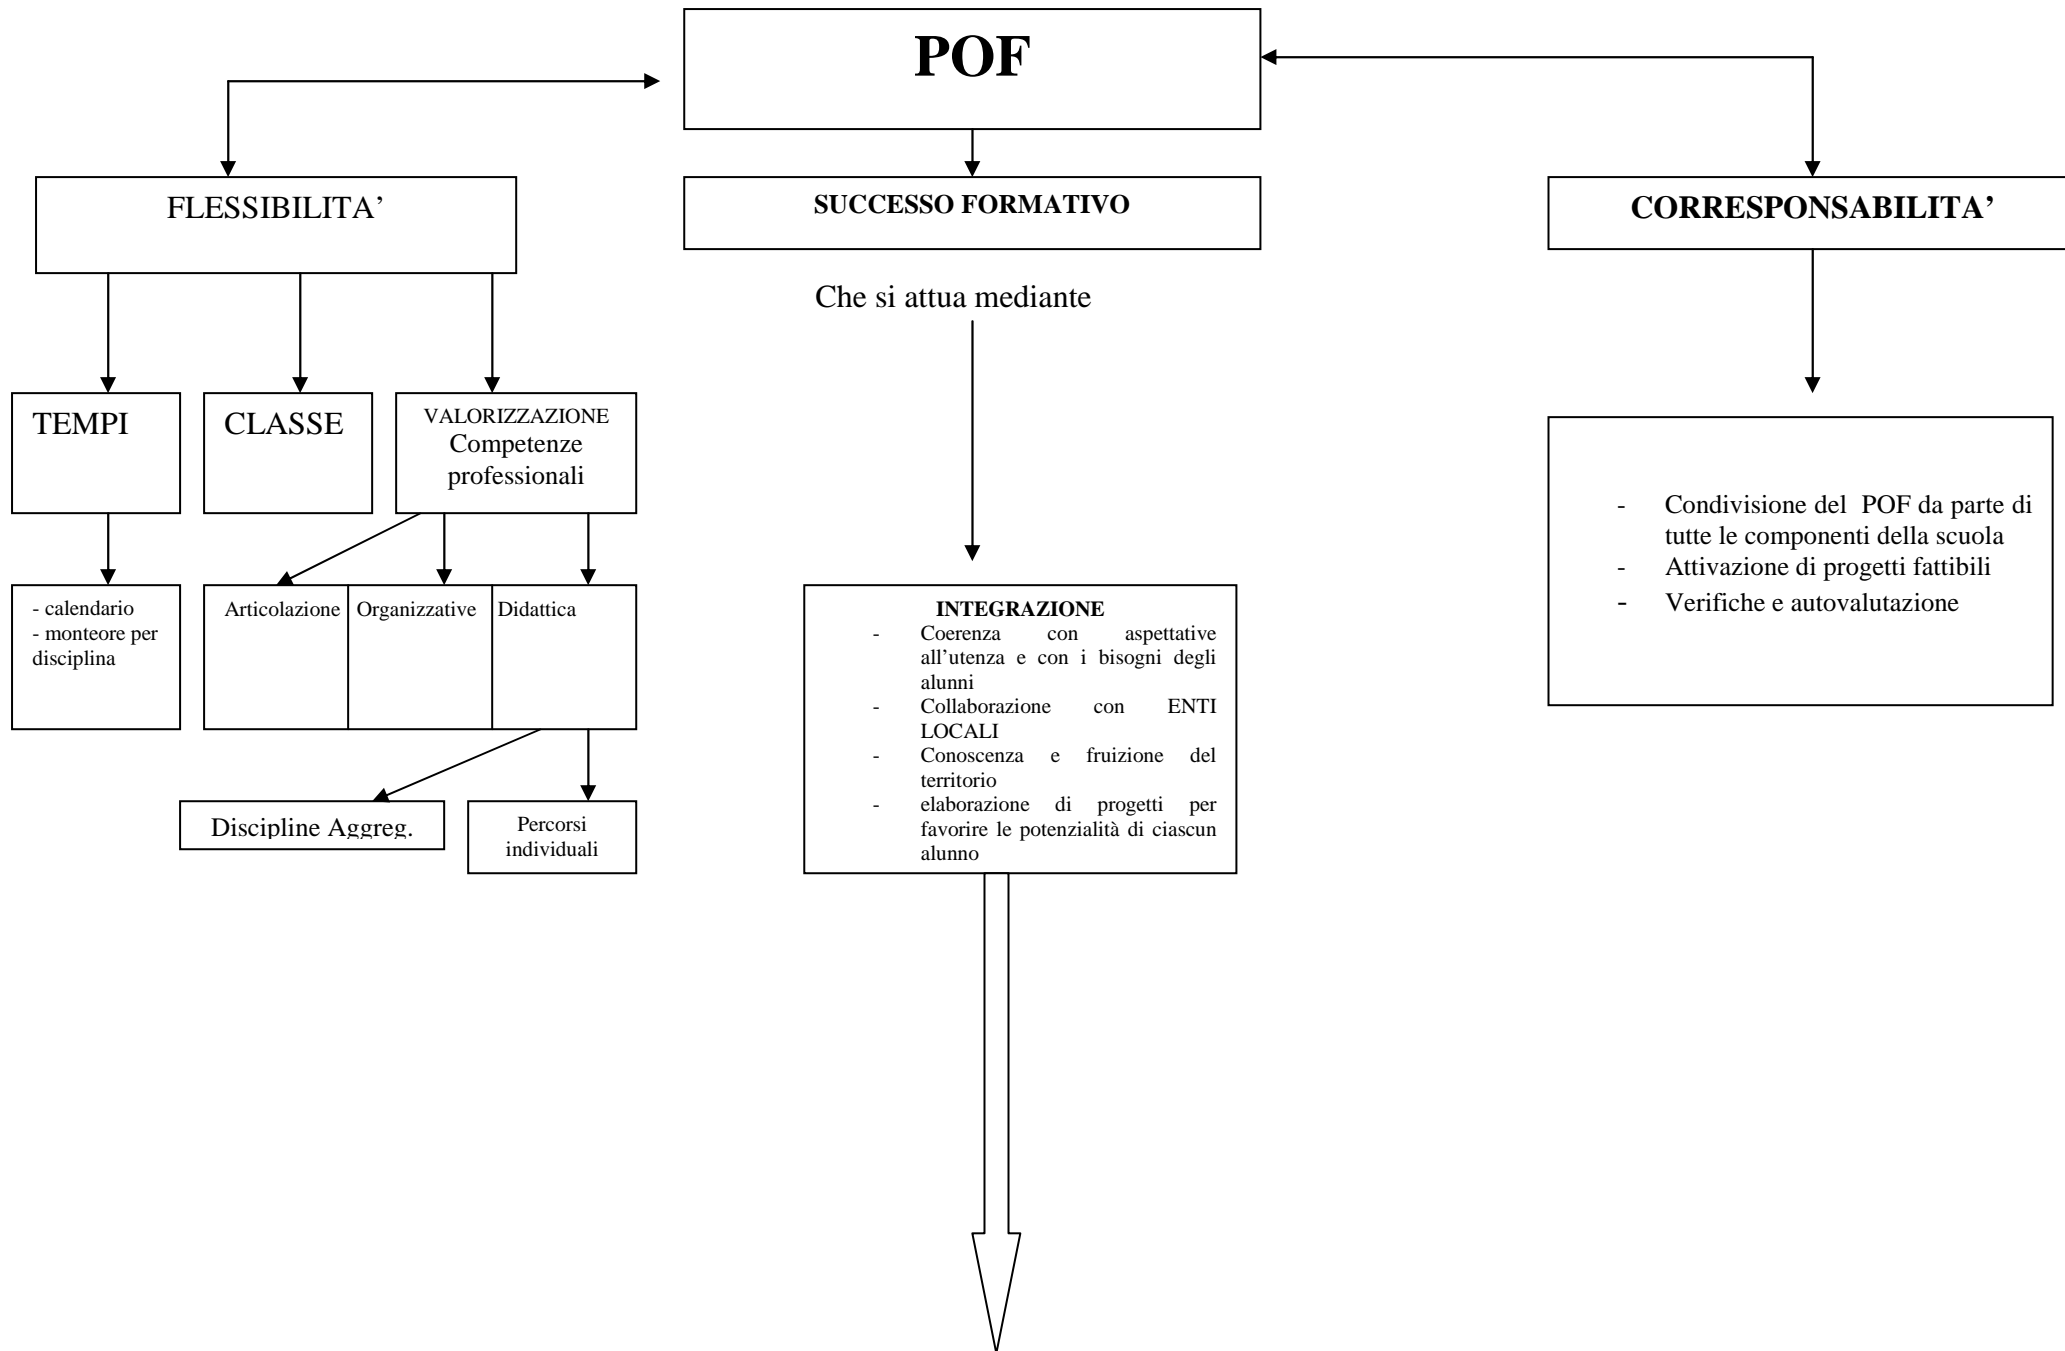 POF
FLESSIBILITA’
SUCCESSO FORMATIVO
CORRESPONSABILITA’
Che si attua mediante
TEMPI
CLASSE
VALORIZZAZIONE
Competenze
professionali
- Condivisione del POF da parte di
tutte le componenti della scuola
- Attivazione di progetti fattibili
- Verifiche e autovalutazione
- calendario
- monteore per
disciplina
Articolazione
Organizzative
Didattica
INTEGRAZIONE
- Coerenza con aspettative
all’utenza e con i bisogni degli
alunni
- Collaborazione con ENTI
LOCALI
- Conoscenza e fruizione del
territorio
- elaborazione di progetti per
favorire le potenzialità di ciascun
alunno
Discipline Aggreg.
Percorsi
individuali